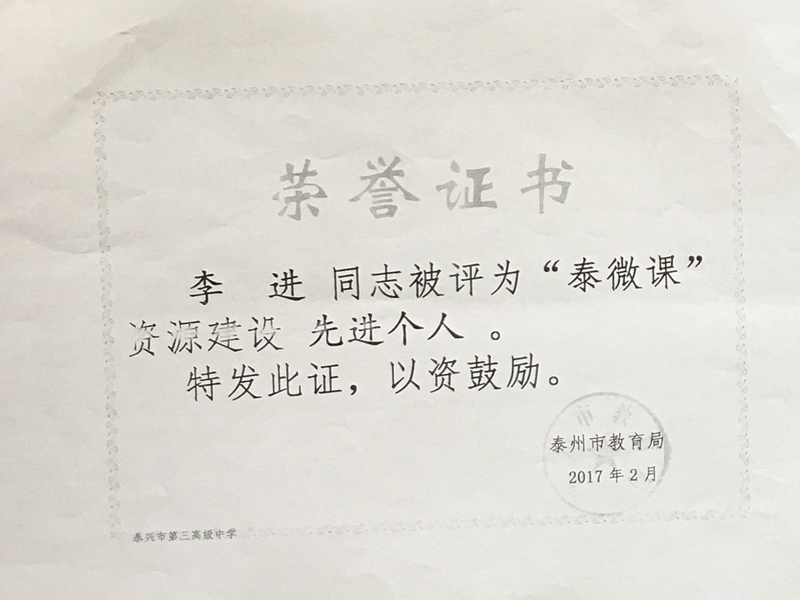 荣誉证书
李 进 同志被评为“泰微课”
资源建设 先进个人 。
特发此证，以资鼓励。
市教
泰州市教育局
2017年2月
泰兴市第三高级中学